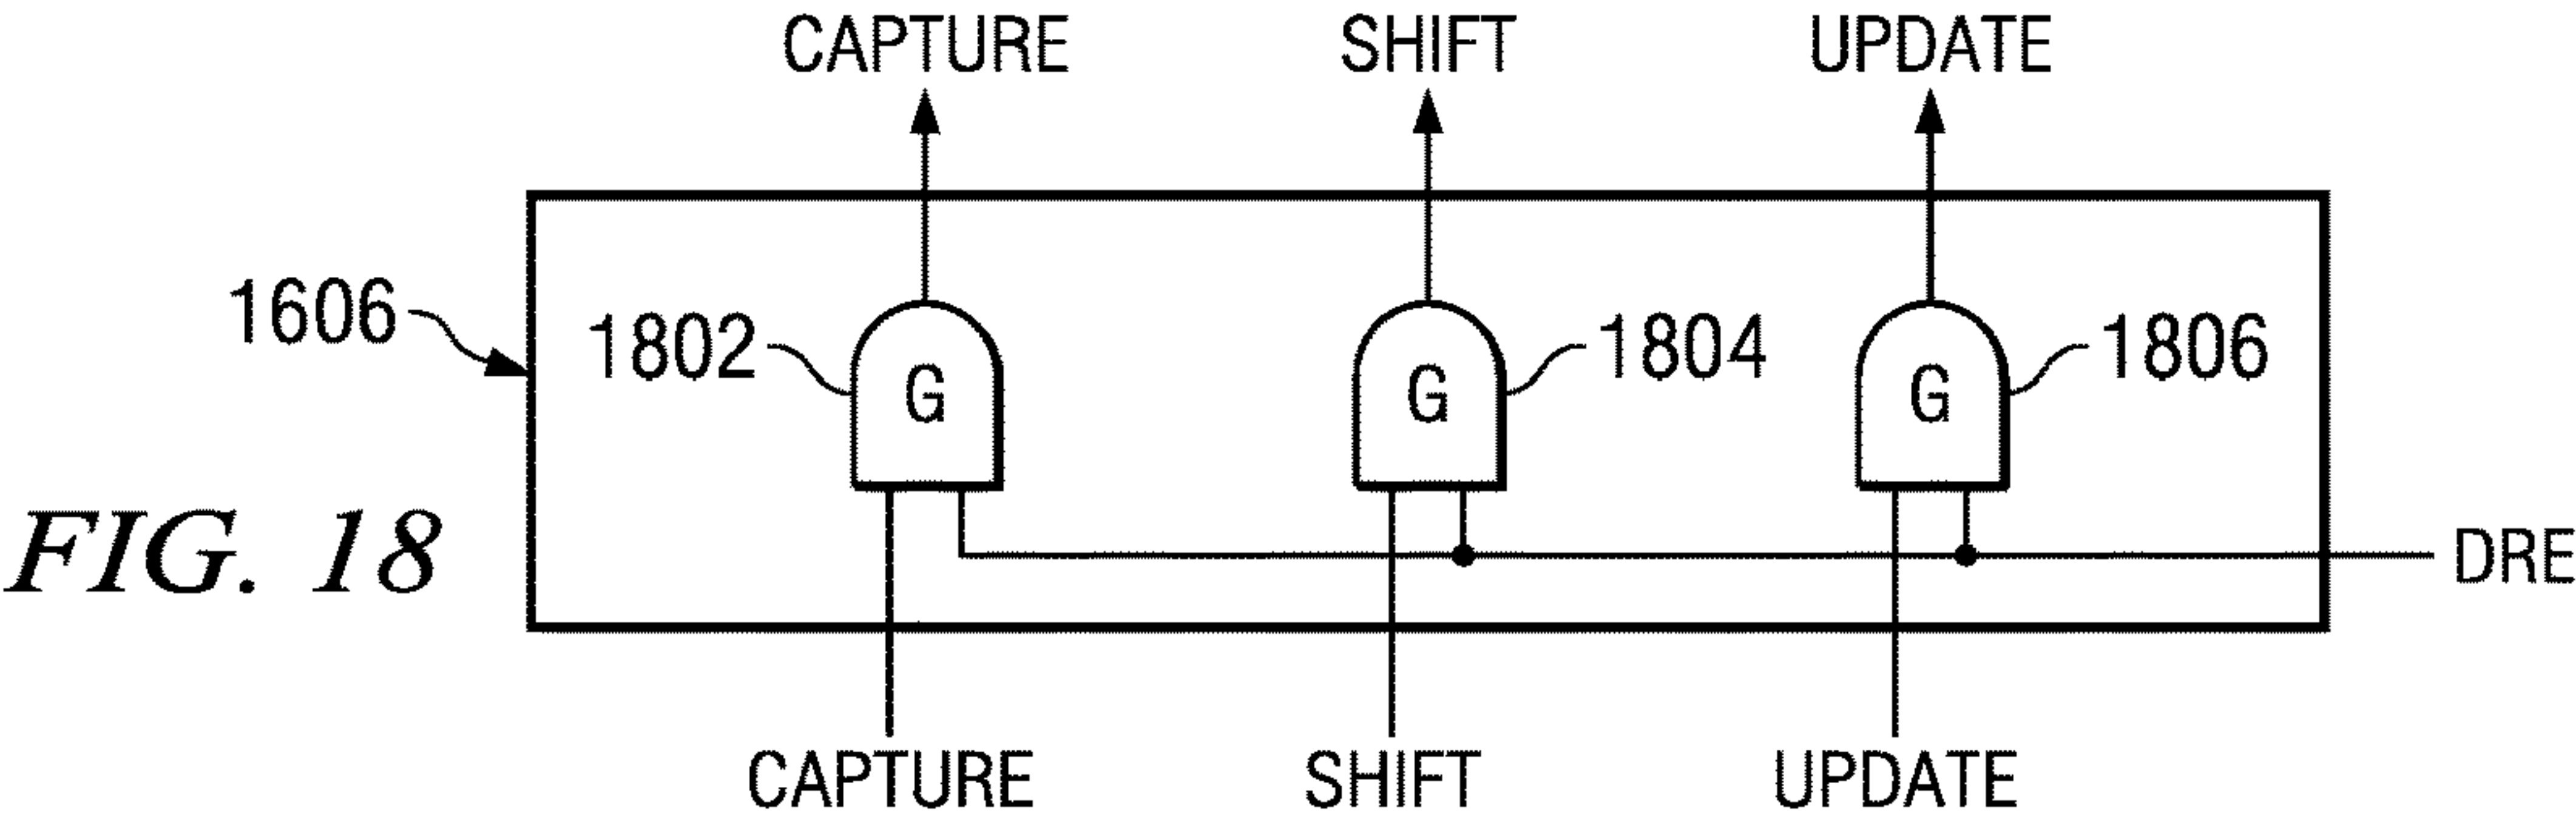 CAPTURE SHIFT UPDATE
1606 1802 G G 1804 G 1806
FIG. 18 DRE
CAPTURE SHIFT UPDATE